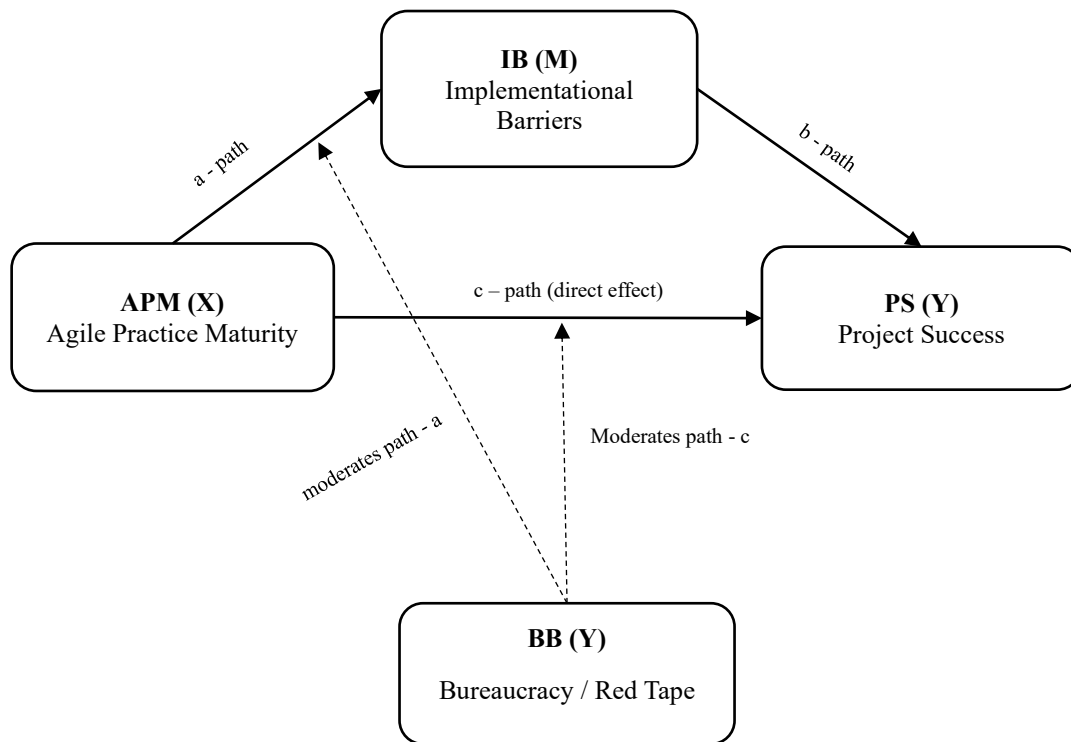 IB (M)
Implementational
Barriers
a - path
b - path
APM (X)
Agile Practice Maturity
c – path (direct effect)
PS (Y)
Project Success
moderates path - a
Moderates path - c
BB (Y)
Bureaucracy / Red Tape